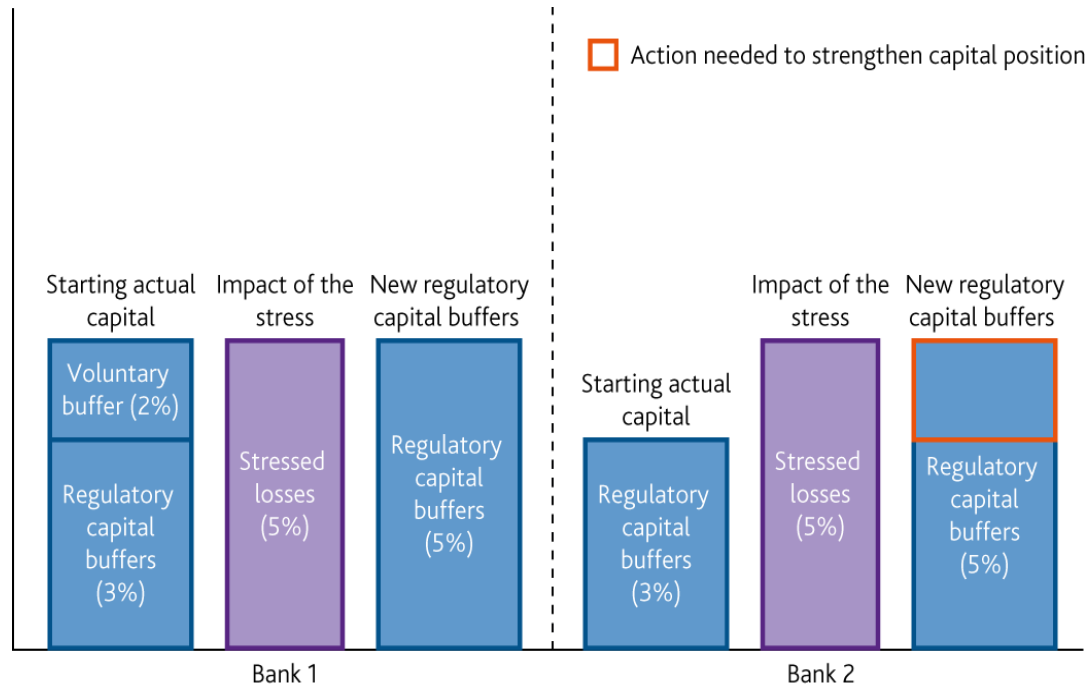 Action needed to strengthen capital position
Starting actual
capital
Impact of the
stress
New regulatory
capital buffers
Voluntary
buffer (2%)
Regulatory
capital
buffers
(3%)
Stressed
losses
(5%)
Regulatory
capital
buffers
(5%)
Bank 1
Starting actual
capital
Impact of the
stress
New regulatory
capital buffers
Regulatory
capital
buffers
(3%)
Stressed
losses
(5%)
Regulatory
capital
buffers
(5%)
Bank 2